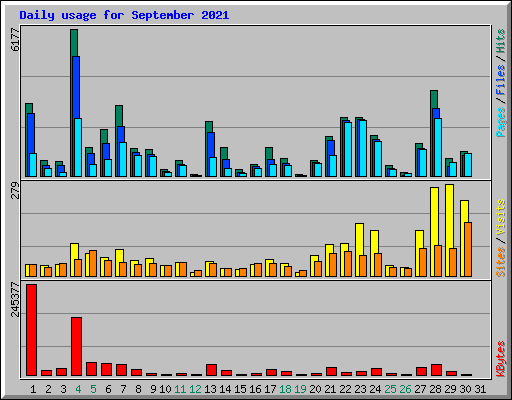 Daily usage for September 2021
6177
Pages / Files / Hits
279
Sites / Visits
245377
KBytes
1 2 3 4 5 6 7 8 9 10 11 12 13 14 15 16 17 18 19 20 21 22 23 24 25 26 27 28 29 30 31